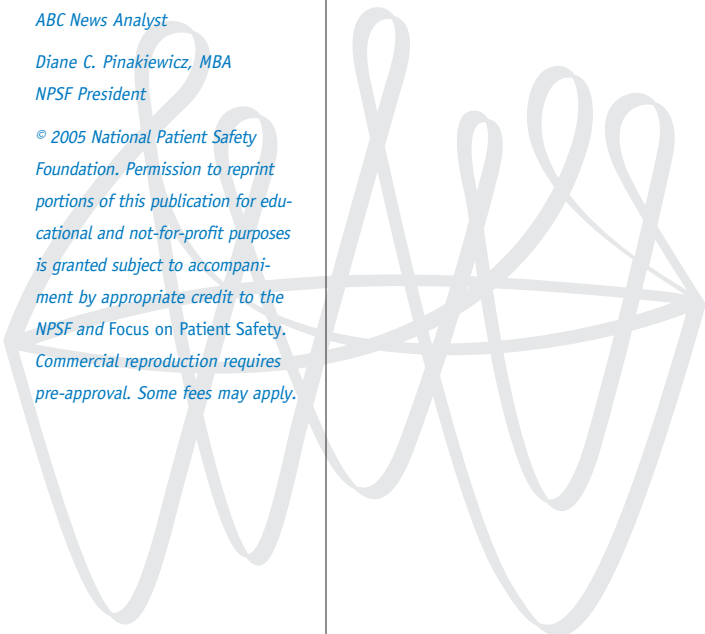 ABC News Analyst
Diane C. Pinakiewicz, MBA
NPSF President
© 2005 National Patient Safety
Foundation. Permission to reprint
portions of this publication for edu-
cational and not-for-profit purposes
is granted subject to accompani-
ment by appropriate credit to the
NPSF and Focus on Patient Safety.
Commercial reproduction requires
pre-approval. Some fees may apply.